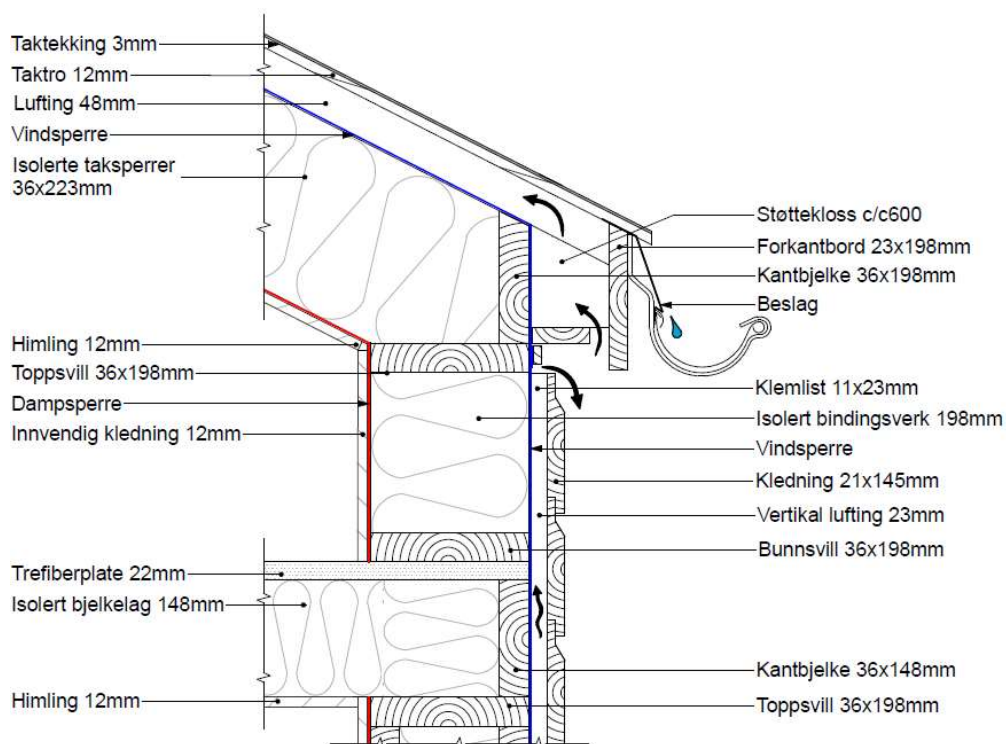 Taktekking 3mm
Taktro 12mm
Lufting 48mm
Vindsperre
Isolerte taksperrer
36x223mm
Himling 12mm
Toppsvill 36x198mm
Dampsperre
Innvendig kledning 12mm
Trefiberplate 22mm
Isolert bjelkelag 148mm
Himling 12mm
Støttekloss c/c600
Forkantbord 23x198mm
Kantbjelke 36x198mm
Beslag
Klemlist 11x23mm
Isolert bindingsverk 198mm
Vindsperre
Kledning 21x145mm
Vertikal lufting 23mm
Bunnsvill 36x198mm
Kantbjelke 36x148mm
Toppsvill 36x198mm